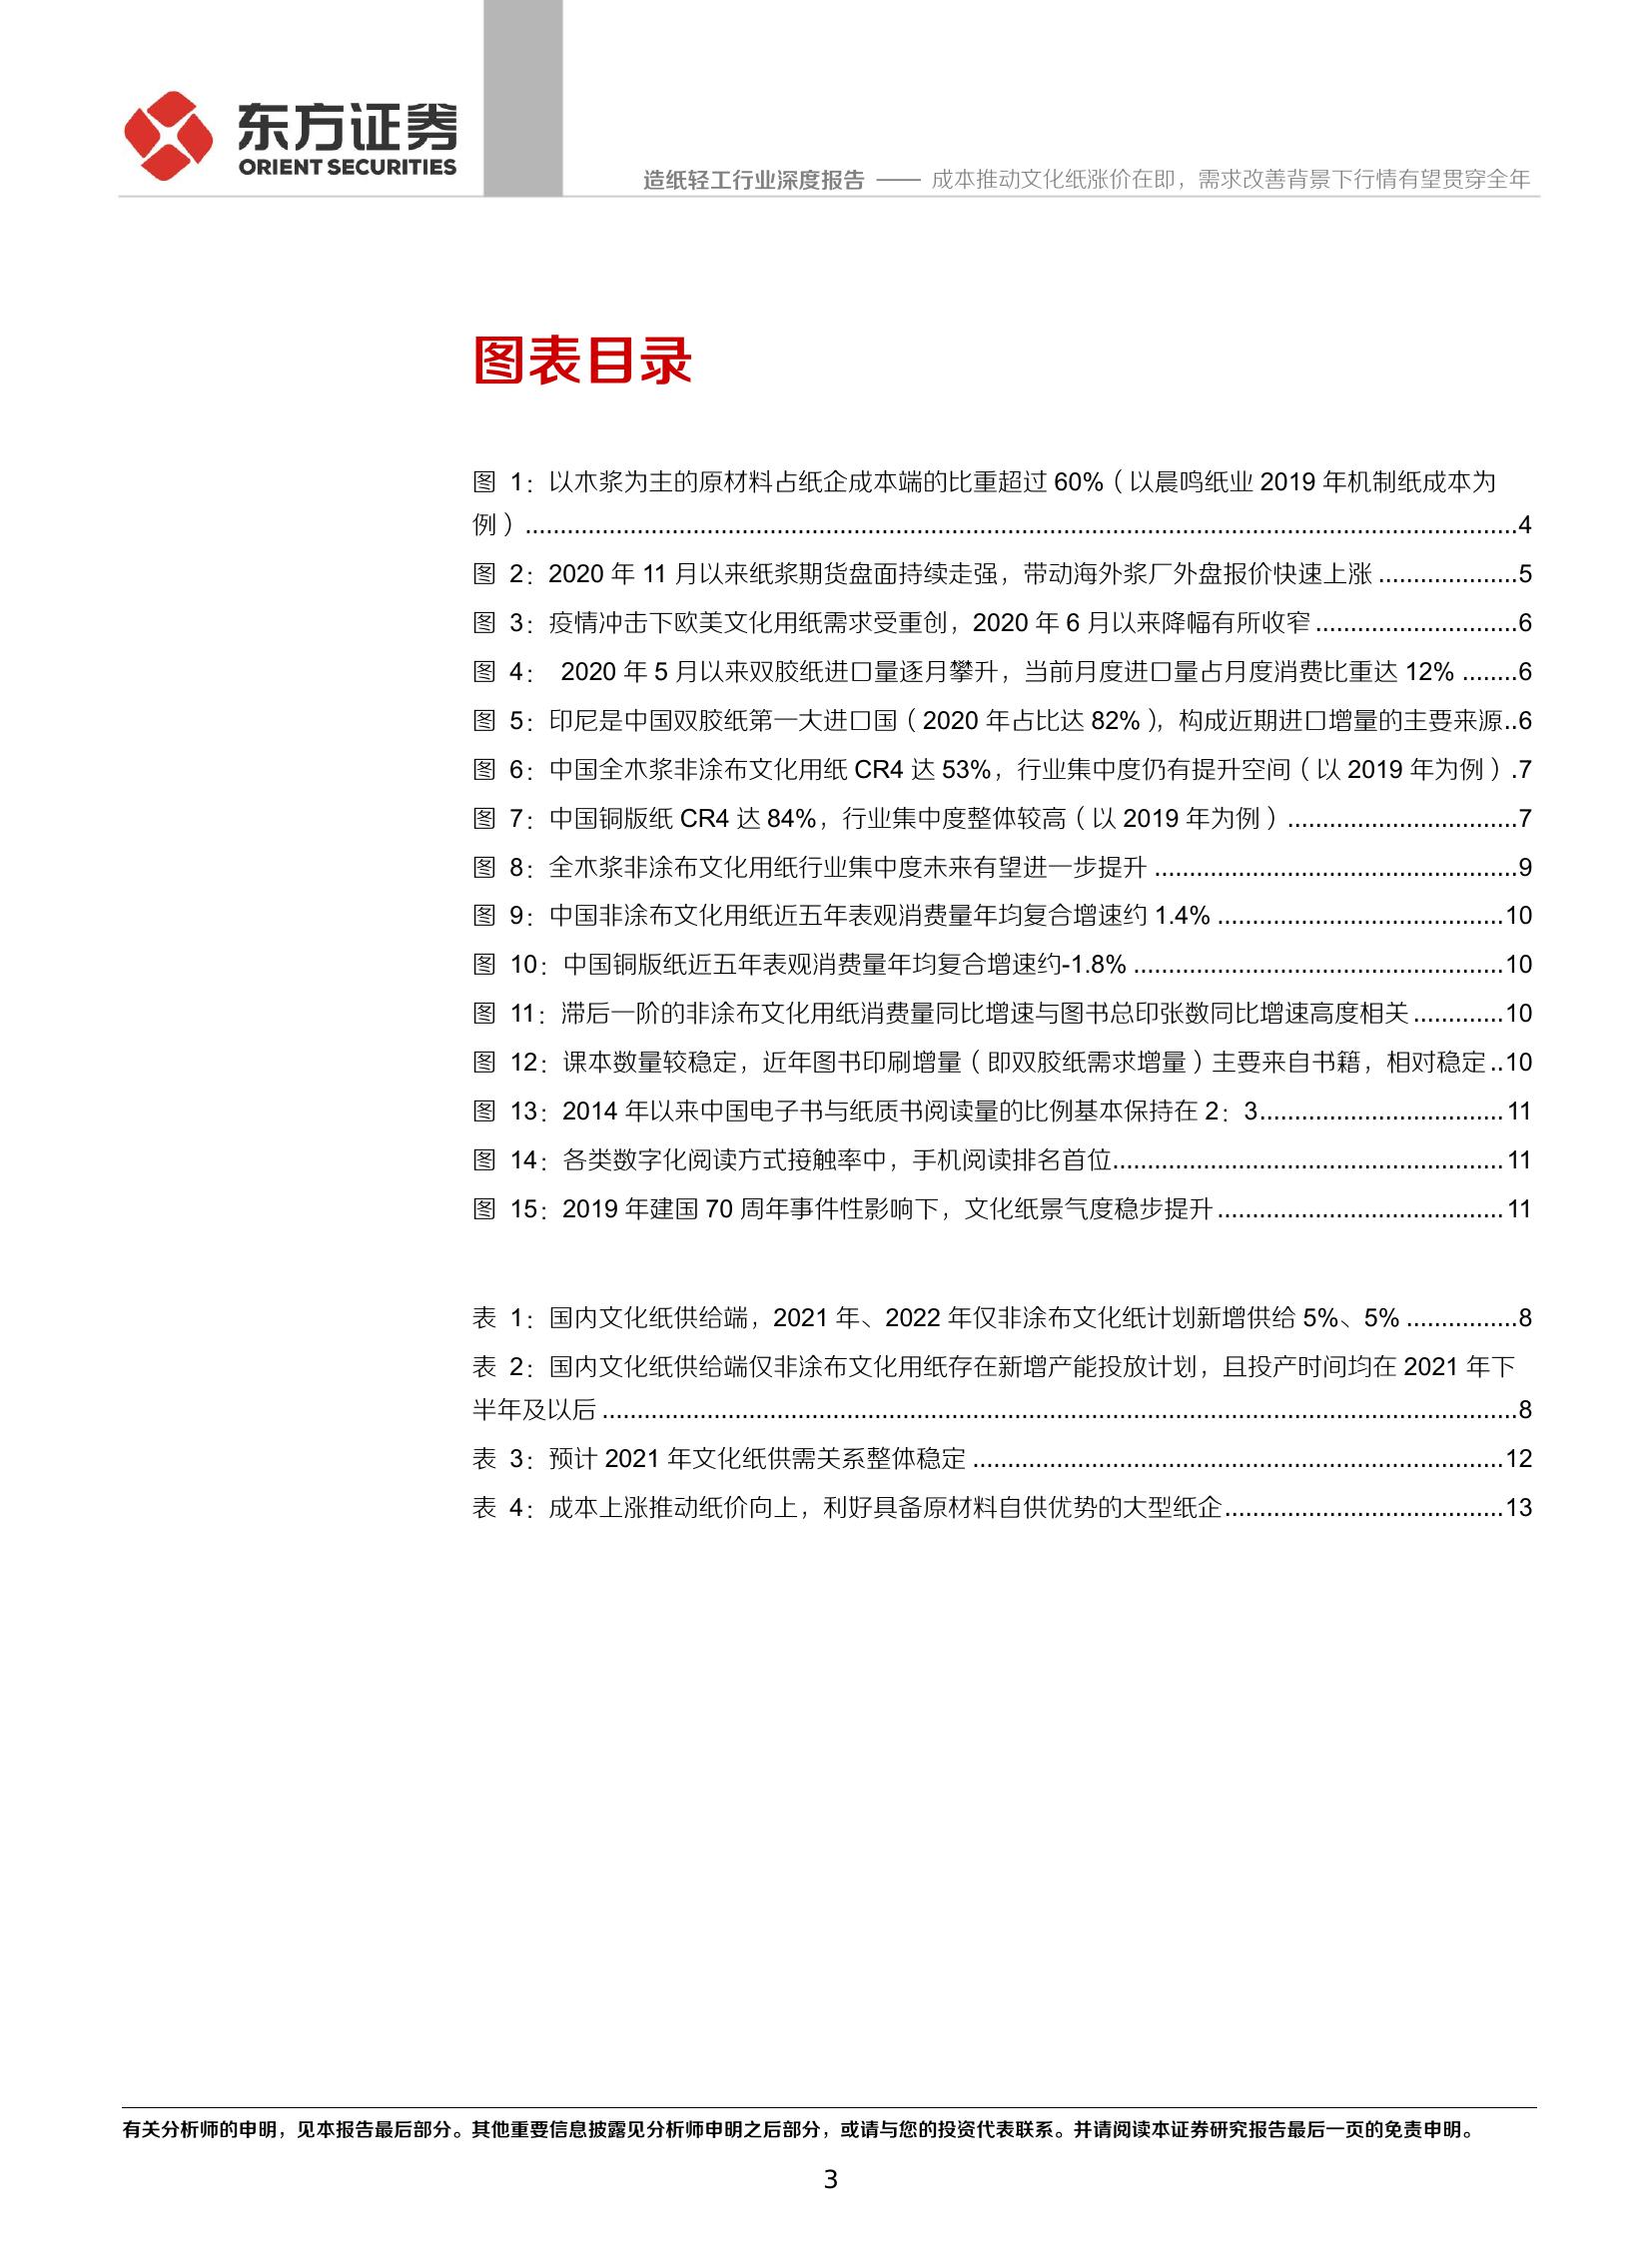 东方证券
ORIENT SECURITIES
造纸轻工行业深度报告 —— 成本推动文化纸涨价在即，需求改善背景下行情有望贯穿全年
图表目录
图 1：以木浆为主的原材料占纸企成本端的比重超过 60%（以晨鸣纸业 2019 年机制纸成本为
例）........................................................................................................................4
图 2：2020 年 11 月以来纸浆期货盘面持续走强，带动海外浆厂外盘报价快速上涨 ....................5
图 3：疫情冲击下欧美文化用纸需求受重创，2020 年 6 月以来降幅有所收窄 .............................6
图 4： 2020 年 5 月以来双胶纸进口量逐月攀升，当前月度进口量占月度消费比重达 12% ........6
图 5：印尼是中国双胶纸第一大进口国（2020 年占比达 82%），构成近期进口增量的主要来源..6
图 6：中国全木浆非涂布文化用纸 CR4 达 53%，行业集中度仍有提升空间（以 2019 年为例）.7
图 7：中国铜版纸 CR4 达 84%，行业集中度整体较高（以 2019 年为例）.................................7
图 8：全木浆非涂布文化用纸行业集中度未来有望进一步提升 ....................................................9
图 9：中国非涂布文化用纸近五年表观消费量年均复合增速约 1.4% .........................................10
图 10：中国铜版纸近五年表观消费量年均复合增速约-1.8% .....................................................10
图 11：滞后一阶的非涂布文化用纸消费量同比增速与图书总印张数同比增速高度相关.............10
图 12：课本数量较稳定，近年图书印刷增量（即双胶纸需求增量）主要来自书籍，相对稳定..10
图 13：2014 年以来中国电子书与纸质书阅读量的比例基本保持在 2：3...................................11
图 14：各类数字化阅读方式接触率中，手机阅读排名首位........................................................11
图 15：2019 年建国 70 周年事件性影响下，文化纸景气度稳步提升.........................................11
表 1：国内文化纸供给端，2021 年、2022 年仅非涂布文化纸计划新增供给 5%、5% ................8
表 2：国内文化纸供给端仅非涂布文化用纸存在新增产能投放计划，且投产时间均在 2021 年下
半年及以后 ...................................................................................................................................8
表 3：预计 2021 年文化纸供需关系整体稳定 ............................................................................12
表 4：成本上涨推动纸价向上，利好具备原材料自供优势的大型纸企........................................13
有关分析师的申明，见本报告最后部分。其他重要信息披露见分析师申明之后部分，或请与您的投资代表联系。并请阅读本证券研究报告最后一页的免责申明。
3